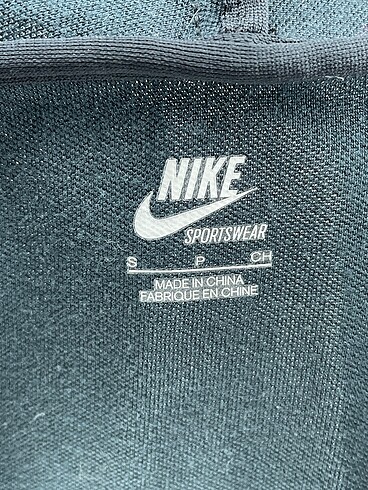 NIKE
SPORTSWEAR
S P CH
MADE IN CHINA
FABRIQUE EN CHINE